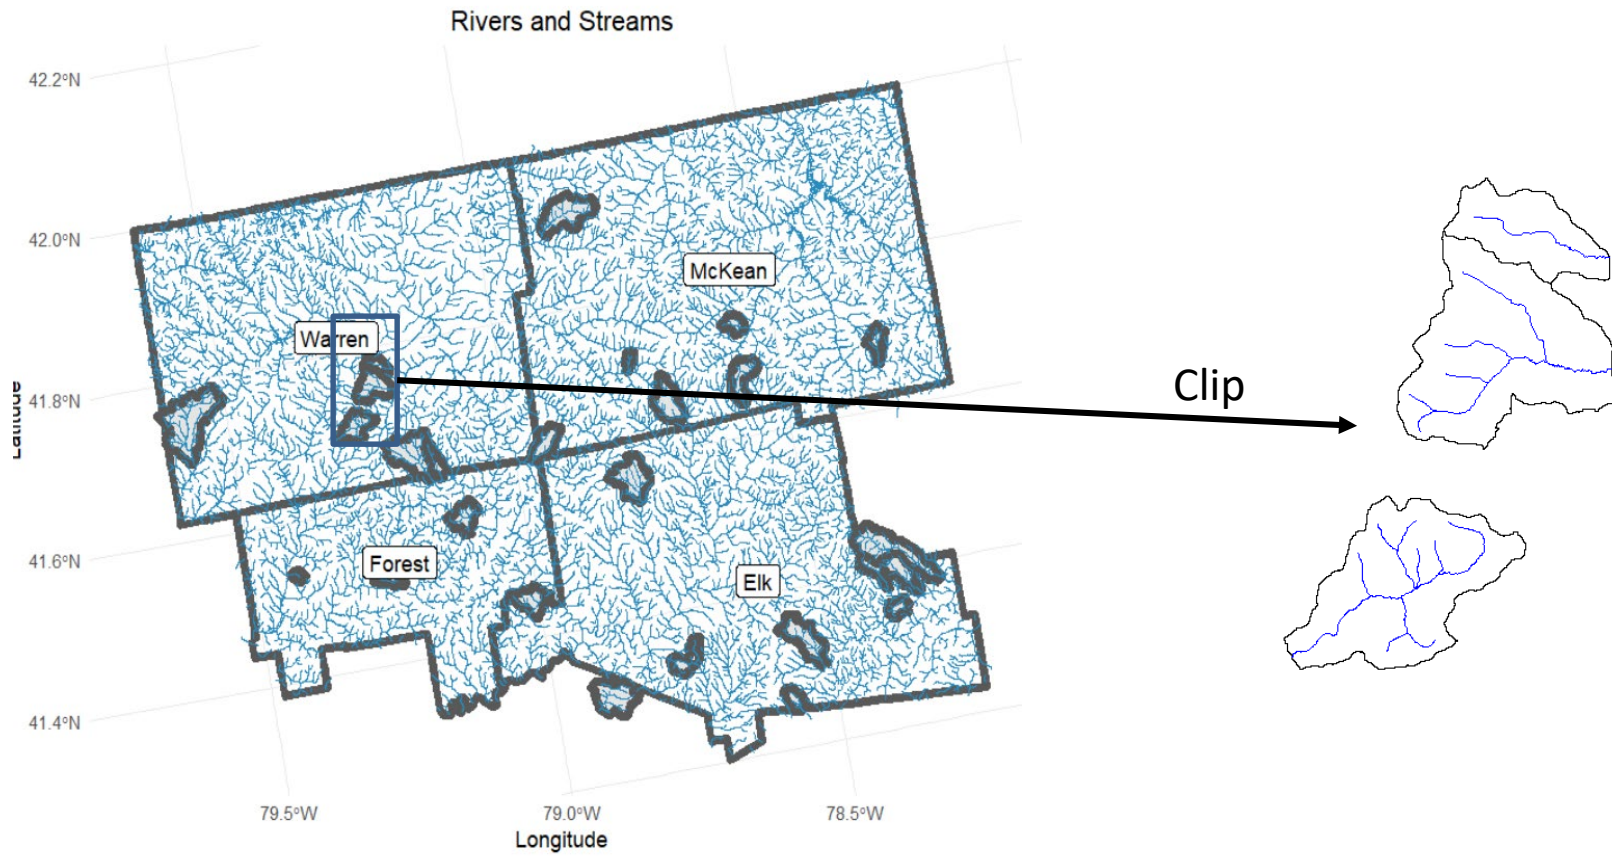 Rivers and Streams
42.2°N
42.0°N
41.8°N
41.6°N
41.4°N
Latitude
McKean
Warren
Forest
Elk
Clip
79.5°W
79.0°W
78.5°W
Longitude